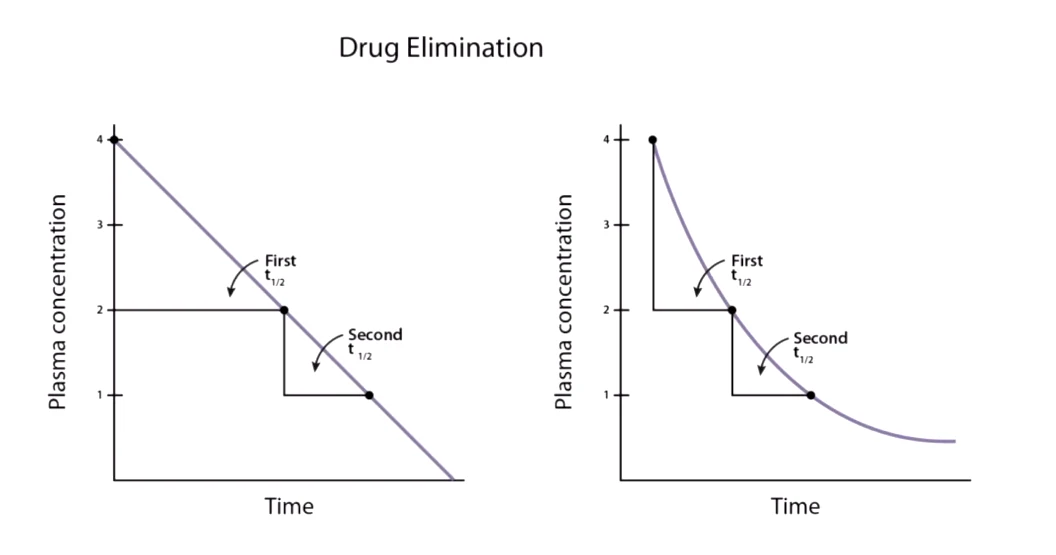 Drug Elimination
Plasma concentration
4
3
2
1
First
t1/2
Second
t 1/2
Time
Plasma concentration
4
3
2
1
First
t1/2
Second
t1/2
Time